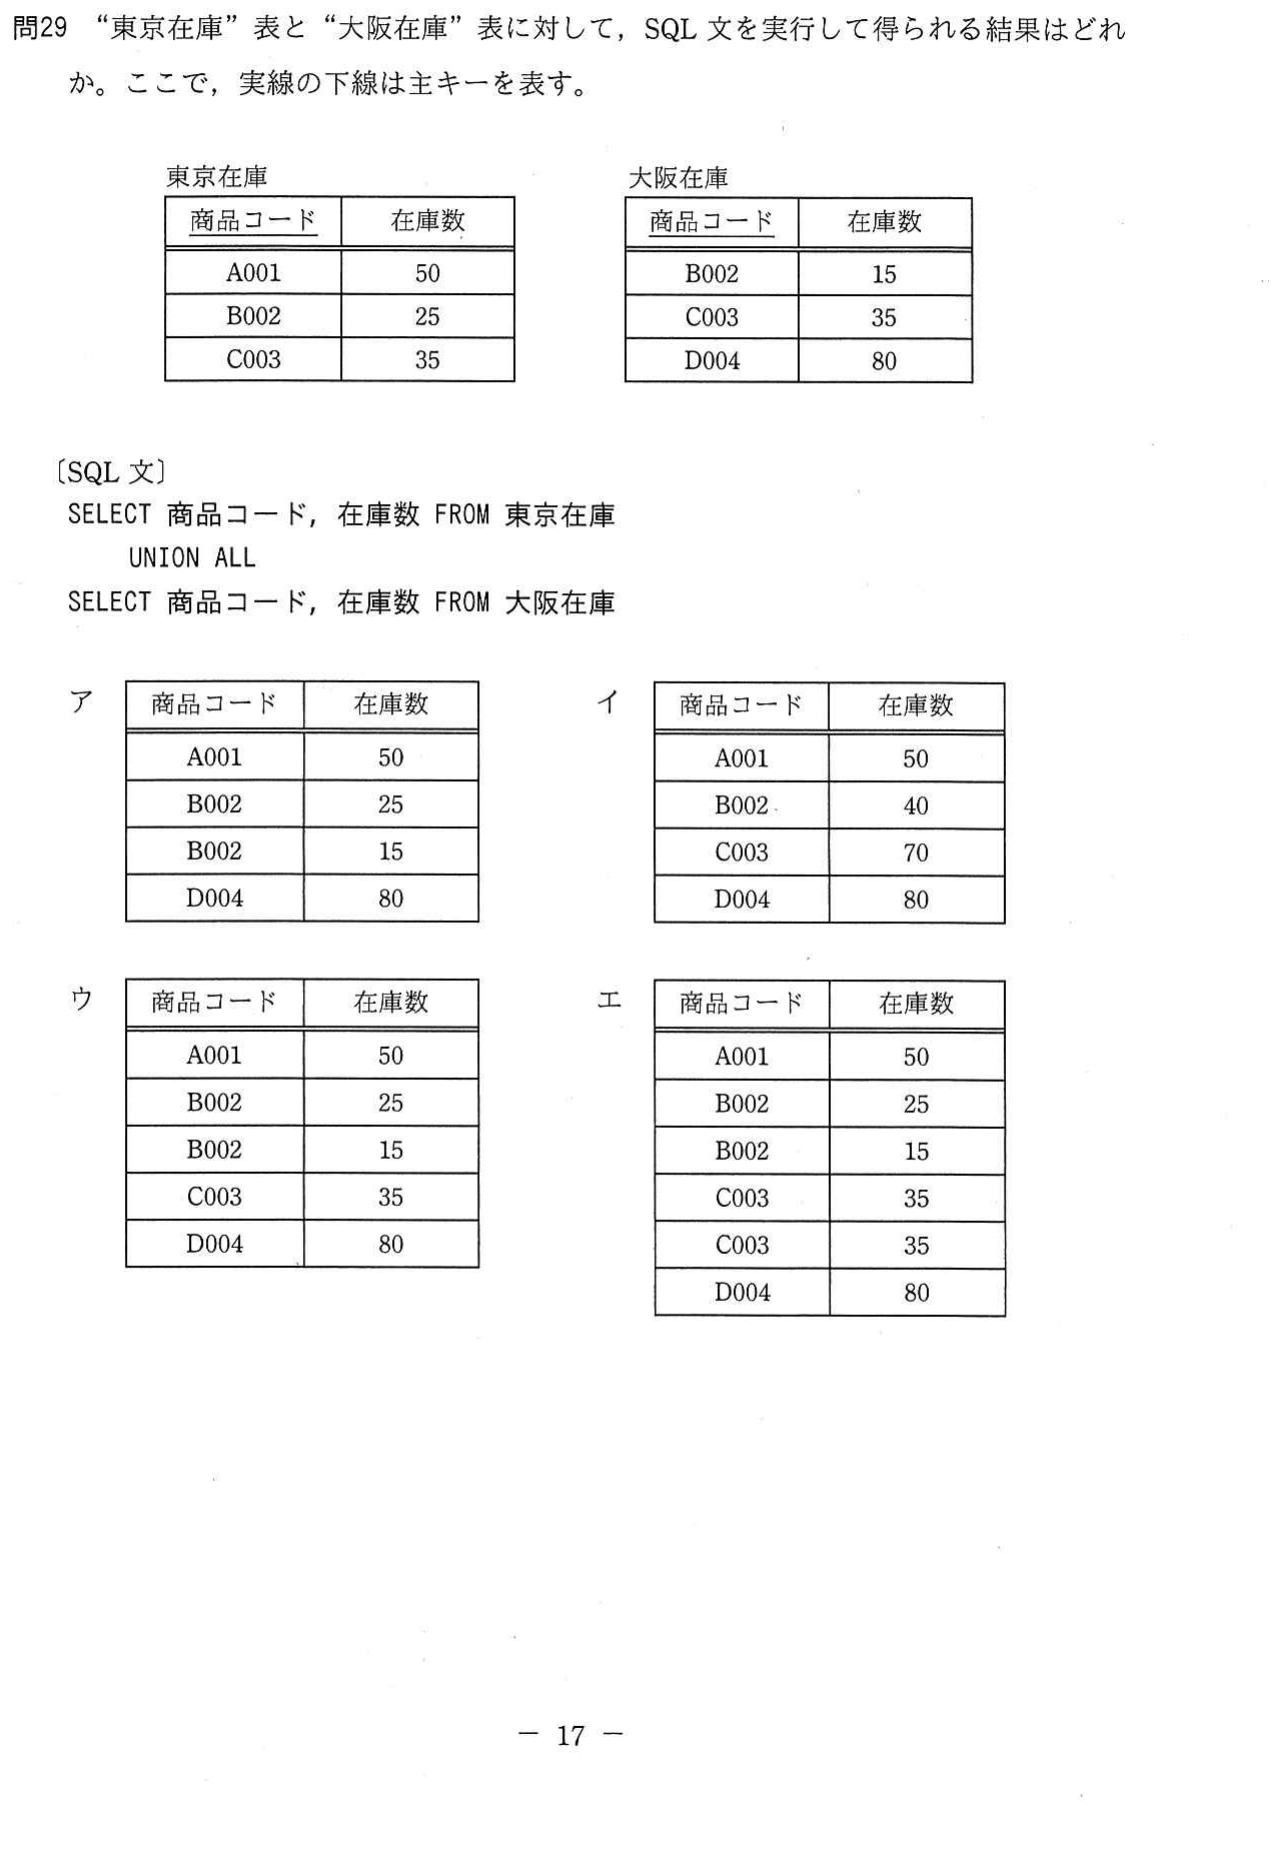 問29 “東京在庫”表と“大阪在庫”表に対して，SQL 文を実行して得られる結果はどれ
か。ここで，実線の下線は主キーを表す。
東京在庫
商品コード 在庫数
A001 50
B002 25
C003 35
大阪在庫
商品コード 在庫数
B002 15
C003 35
D004 80
〔SQL 文〕
SELECT 商品コード, 在庫数 FROM 東京在庫
UNION ALL
SELECT 商品コード, 在庫数 FROM 大阪在庫
ア
商品コード 在庫数
A001 50
B002 25
B002 15
D004 80
イ
商品コード 在庫数
A001 50
B002 40
C003 70
D004 80
ウ
商品コード 在庫数
A001 50
B002 25
B002 15
C003 35
D004 80
エ
商品コード 在庫数
A001 50
B002 25
B002 15
C003 35
C003 35
D004 80
－ 17 －